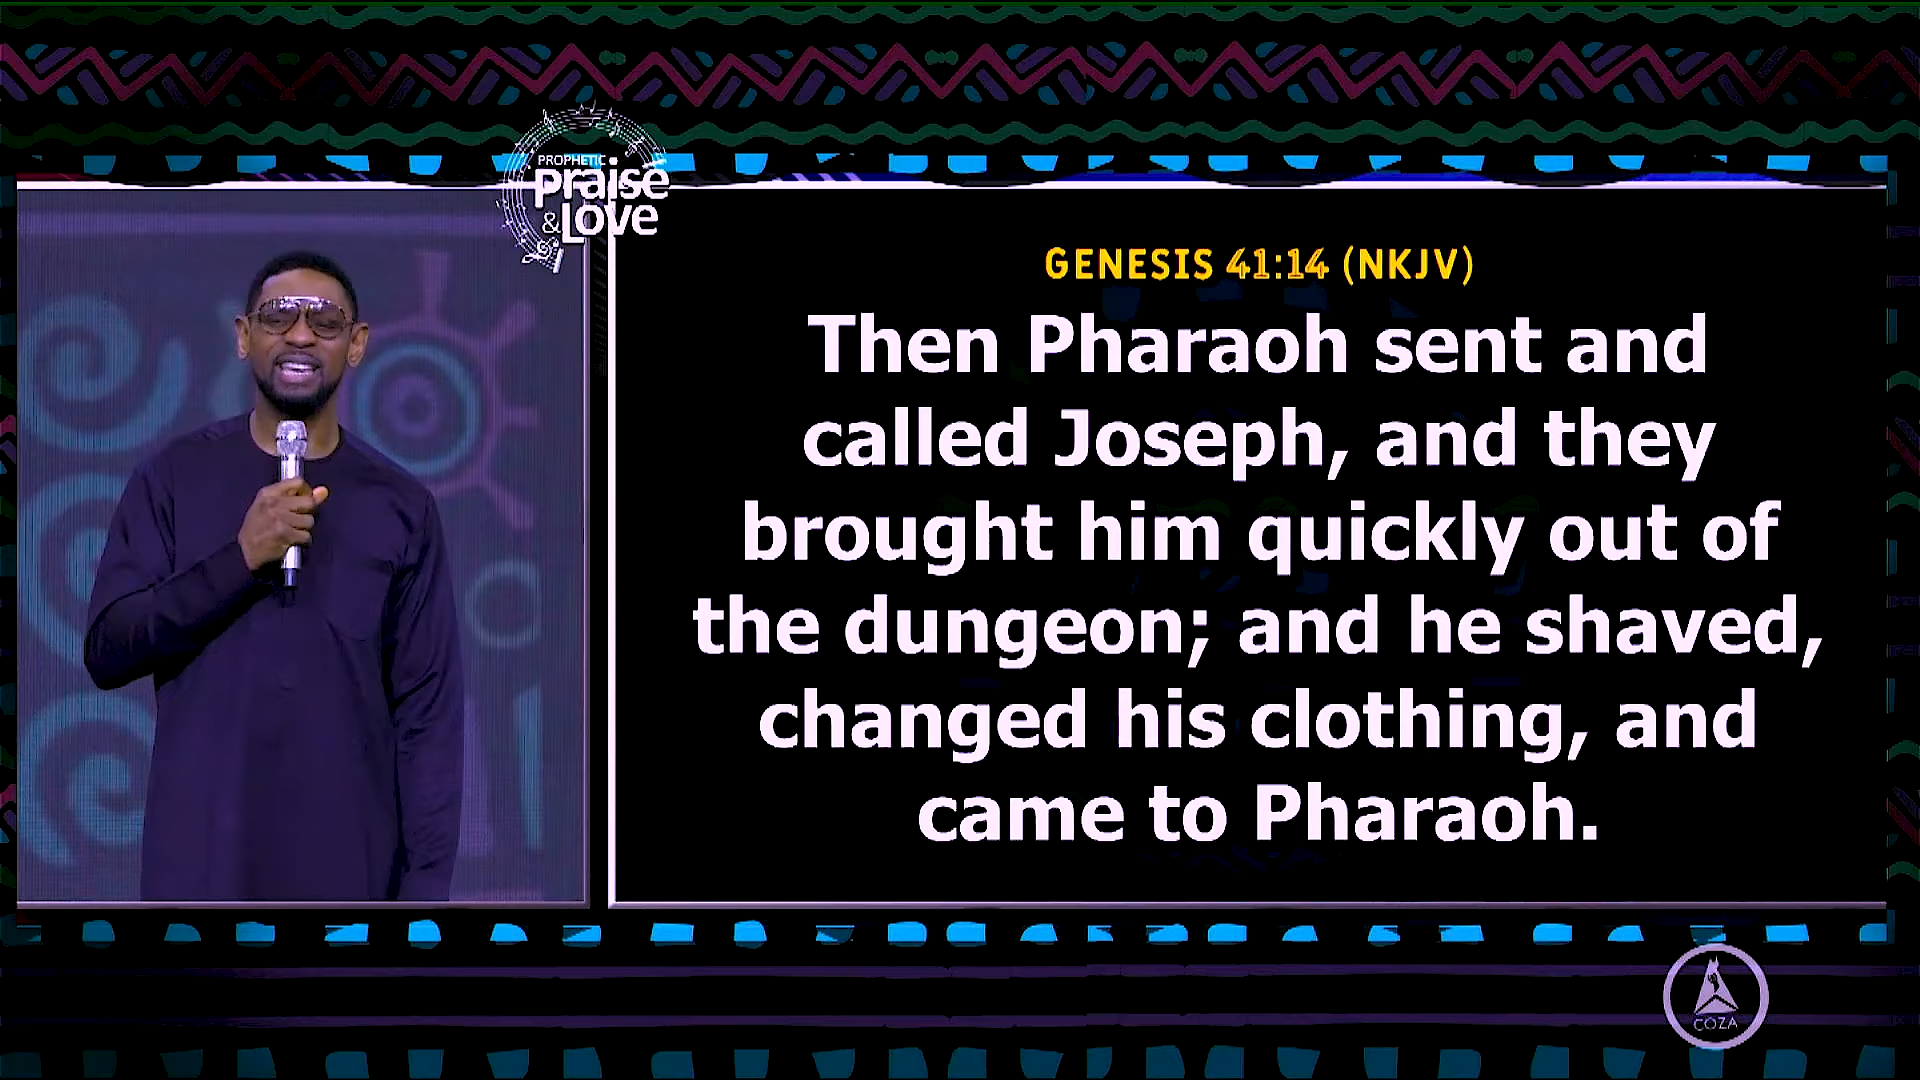 PROPHETIC
Praise
&Love
GENESIS 41:14 (NKJV)
Then Pharaoh sent and
called Joseph, and they
brought him quickly out of
the dungeon; and he shaved,
changed his clothing, and
came to Pharaoh.
COZA